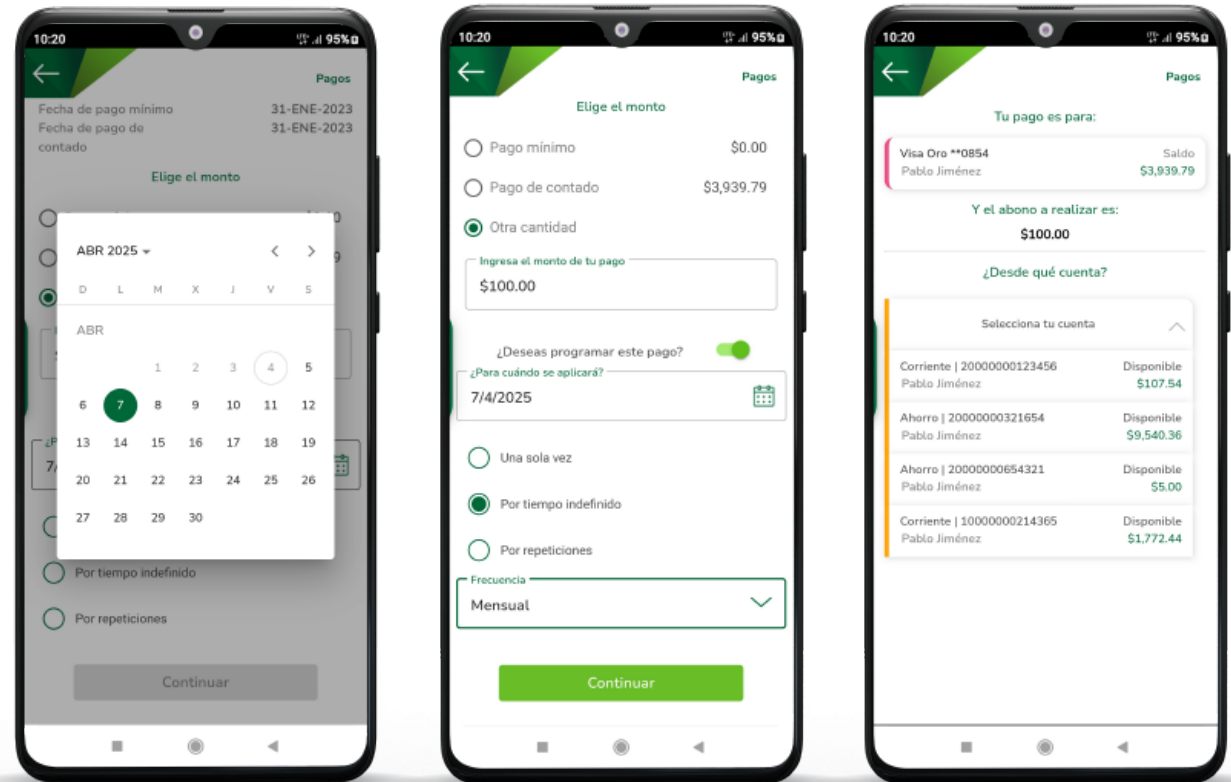 10:20
95%
Pagos
Fecha de pago mínimo 31-ENE-2023
Fecha de pago de 31-ENE-2023
contado
Elige el monto
ABR 2025
D L M X J V S
ABR
1 2 3 4 5
6 7 8 9 10 11 12
13 14 15 16 17 18 19
20 21 22 23 24 25 26
27 28 29 30
Por tiempo indefinido
Por repeticiones
Continuar
10:20
95%
Pagos
Elige el monto
Pago mínimo $0.00
Pago de contado $3,939.79
Otra cantidad
Ingresa el monto de tu pago
$100.00
¿Deseas programar este pago?
¿Para cuándo se aplicará?
7/4/2025
Una sola vez
Por tiempo indefinido
Por repeticiones
Frecuencia
Mensual
Continuar
10:20
95%
Pagos
Tu pago es para:
Visa Oro **0854 Saldo
Pablo Jiménez $3,939.79
Y el abono a realizar es:
$100.00
¿Desde qué cuenta?
Selecciona tu cuenta
Corriente | 20000000123456 Disponible
Pablo Jiménez $107.54
Ahorro | 20000000321654 Disponible
Pablo Jiménez $9,540.36
Ahorro | 20000000654321 Disponible
Pablo Jiménez $5.00
Corriente | 10000000214365 Disponible
Pablo Jiménez $1,772.44